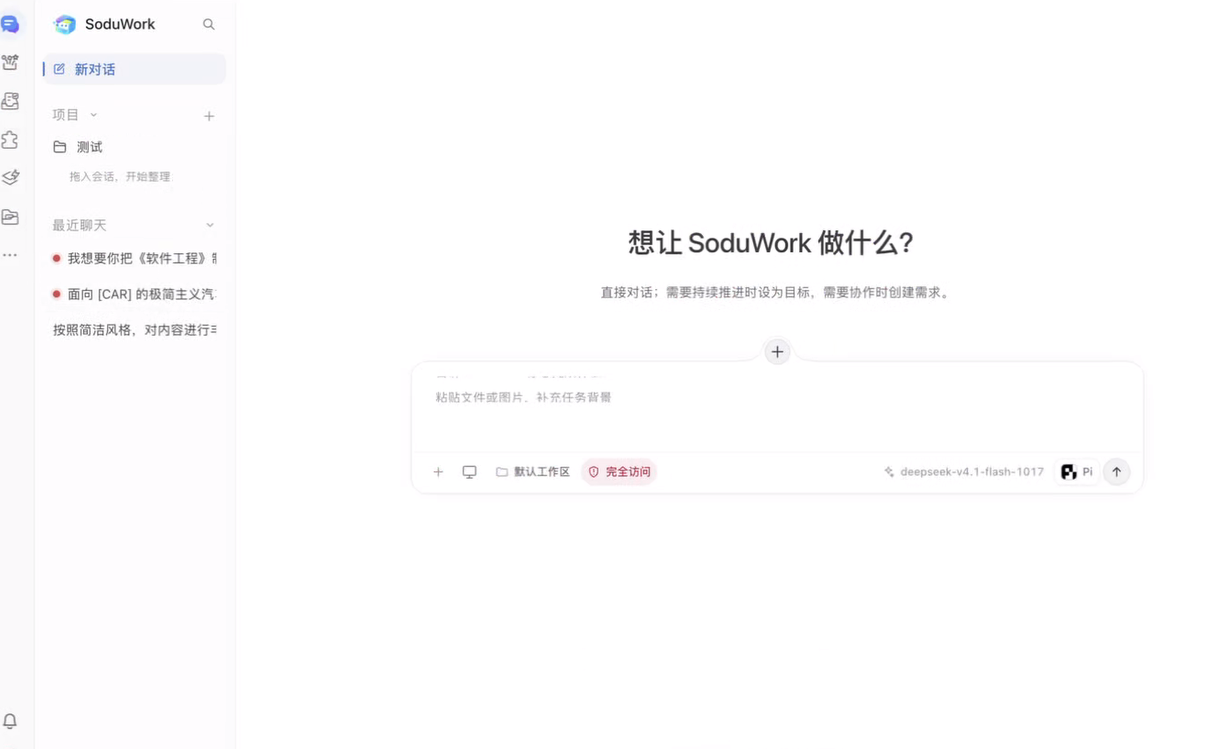 SoduWork
新对话
项目
测试
拖入会话，开始整理
最近聊天
我想要你把《软件工程》
面向 [CAR] 的极简主义汽
按照简洁风格，对内容进行
想让 SoduWork 做什么？
直接对话；需要持续推进时设为目标，需要协作时创建需求。
粘贴文件或图片、补充任务背景
默认工作区
完全访问
deepseek-v4.1-flash-1017
Pi